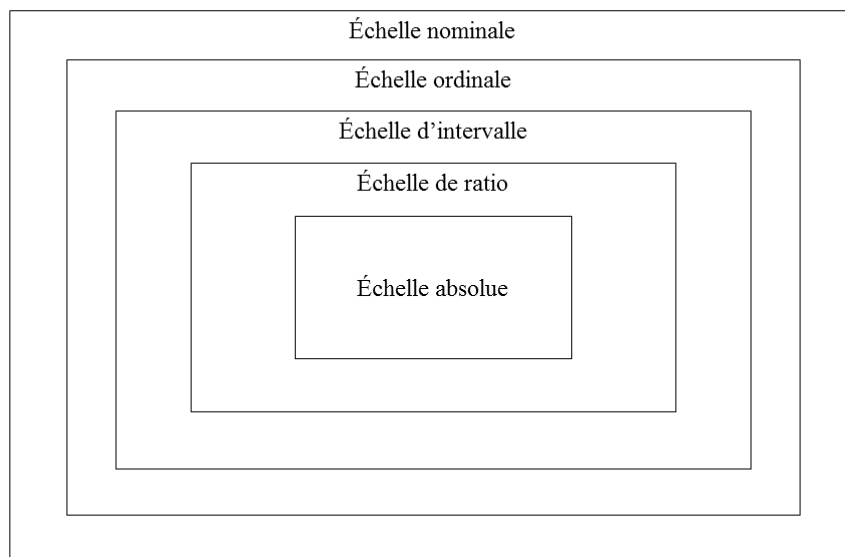 Échelle nominale
Échelle ordinale
Échelle d’intervalle
Échelle de ratio
Échelle absolue